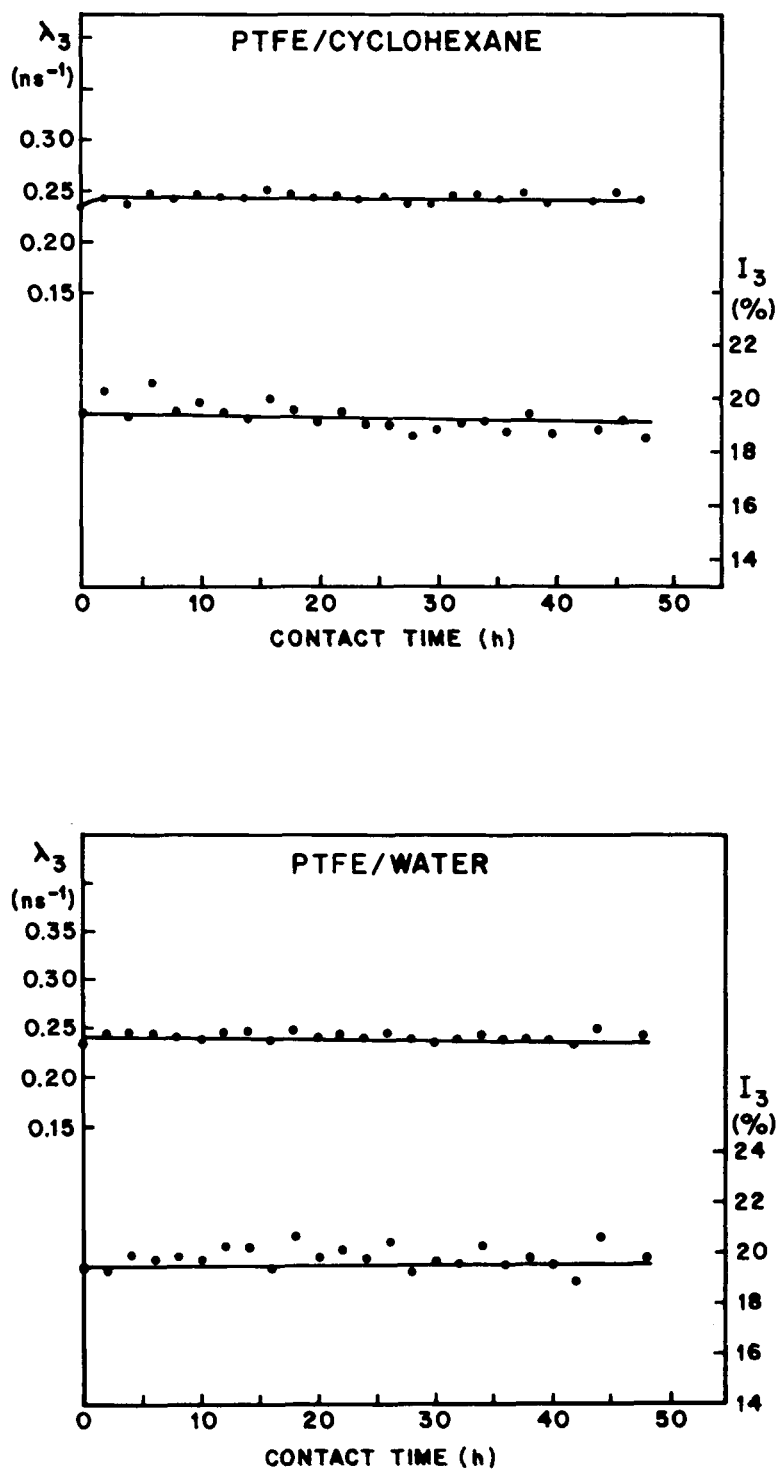 PTFE/CYCLOHEXANE
λ₃
(ns⁻¹)
0.30
0.25
0.20
0.15
I₃
(%)
22
20
18
16
14
0 10 20 30 40 50
CONTACT TIME (h)
PTFE/WATER
λ₃
(ns⁻¹)
0.35
0.30
0.25
0.20
0.15
I₃
(%)
24
22
20
18
16
14
0 10 20 30 40 50
CONTACT TIME (h)